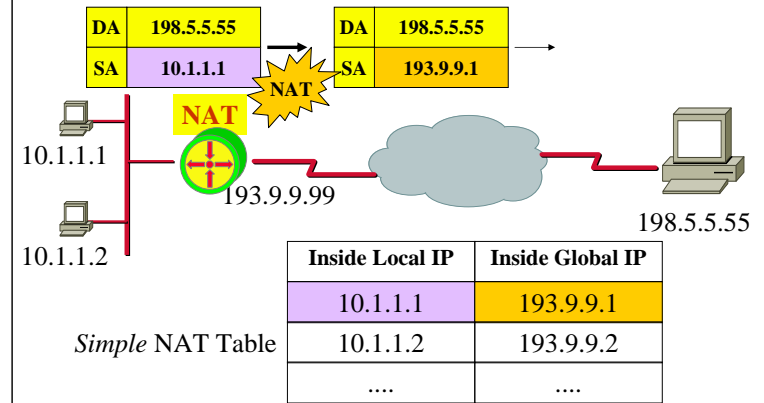 DA 198.5.5.55 DA 198.5.5.55
SA 10.1.1.1 SA 193.9.9.1
NAT
NAT
10.1.1.1
193.9.9.99
198.5.5.55
10.1.1.2
Inside Local IP Inside Global IP
10.1.1.1 193.9.9.1
Simple NAT Table 10.1.1.2 193.9.9.2
.... ....